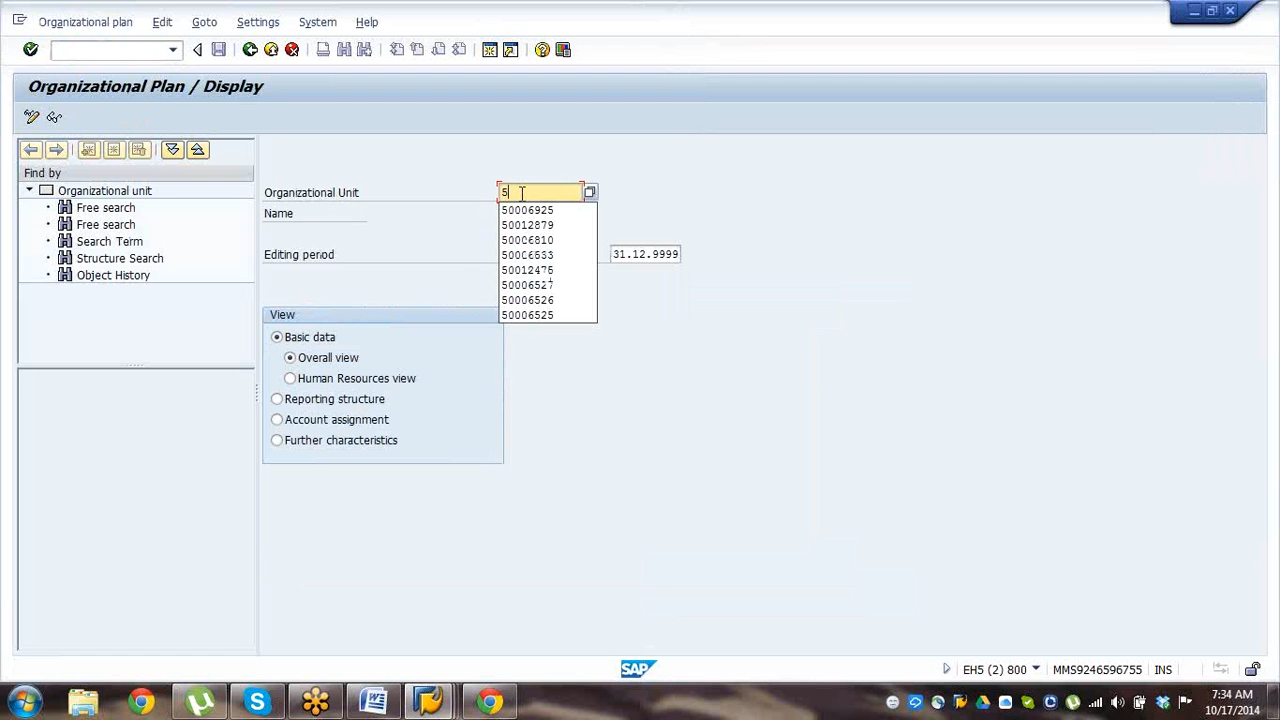 Organizational plan Edit Goto Settings System Help
Organizational Plan / Display
Find by
Organizational unit
Free search
Free search
Search Term
Structure Search
Object History
Organizational Unit 5
Name
50006925
50012879
50006810
50006533
50012475
50006527
50006526
50006525
Editing period 31.12.9999
View
Basic data
Overall view
Human Resources view
Reporting structure
Account assignment
Further characteristics
SAP EH5 (2) 800 MMS9246596755 INS
7:34 AM
10/17/2014